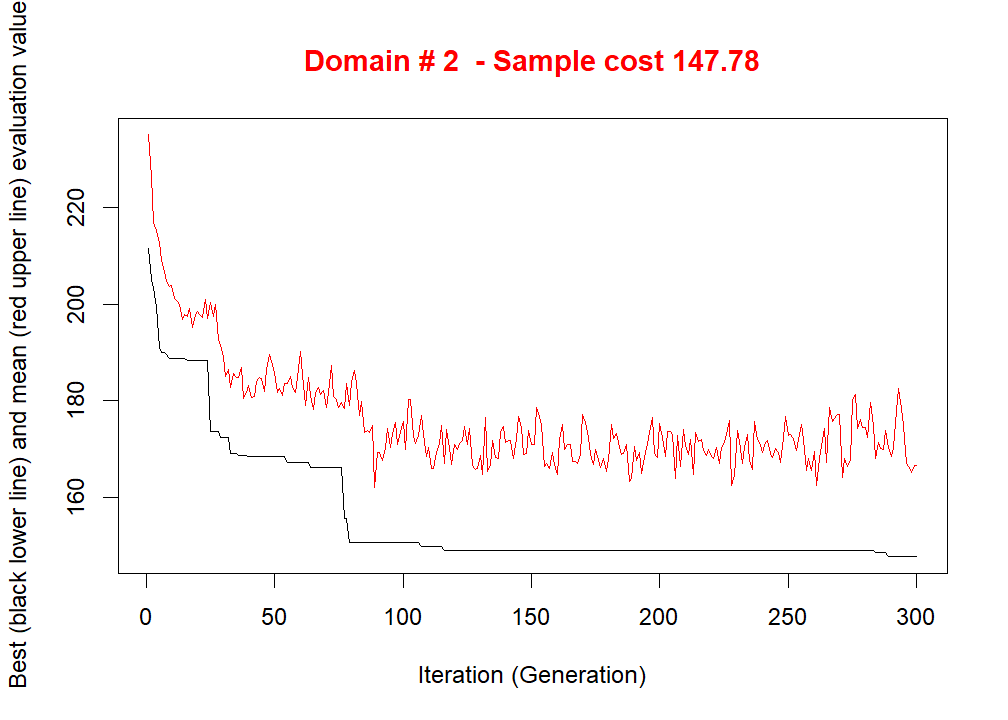 Domain # 2  - Sample cost 147.78
Best (black lower line) and mean (red upper line) evaluation value
220
200
180
160
0 50 100 150 200 250 300
Iteration (Generation)